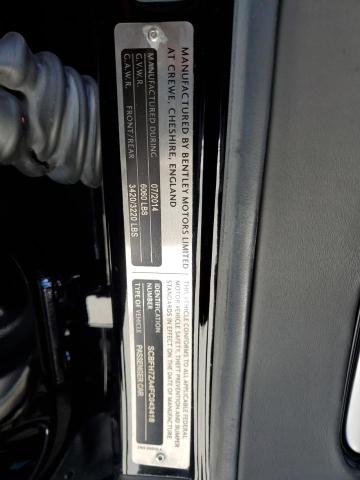 MANUFACTURED BY BENTLEY MOTORS LIMITED
AT CREWE, CHESHIRE, ENGLAND
MANUFACTURED DURING 07/2014
G.V.W.R. 6060 LBS
G.A.W.R. FRONT/REAR 3420/3220 LBS
THIS VEHICLE CONFORMS TO ALL APPLICABLE FEDERAL
MOTOR VEHICLE SAFETY, THEFT PREVENTION AND BUMPER
STANDARDS IN EFFECT ON THE DATE OF MANUFACTURE
IDENTIFICATION
NUMBER SCBFH7ZA4FC043418
TYPE OF VEHICLE PASSENGER CAR